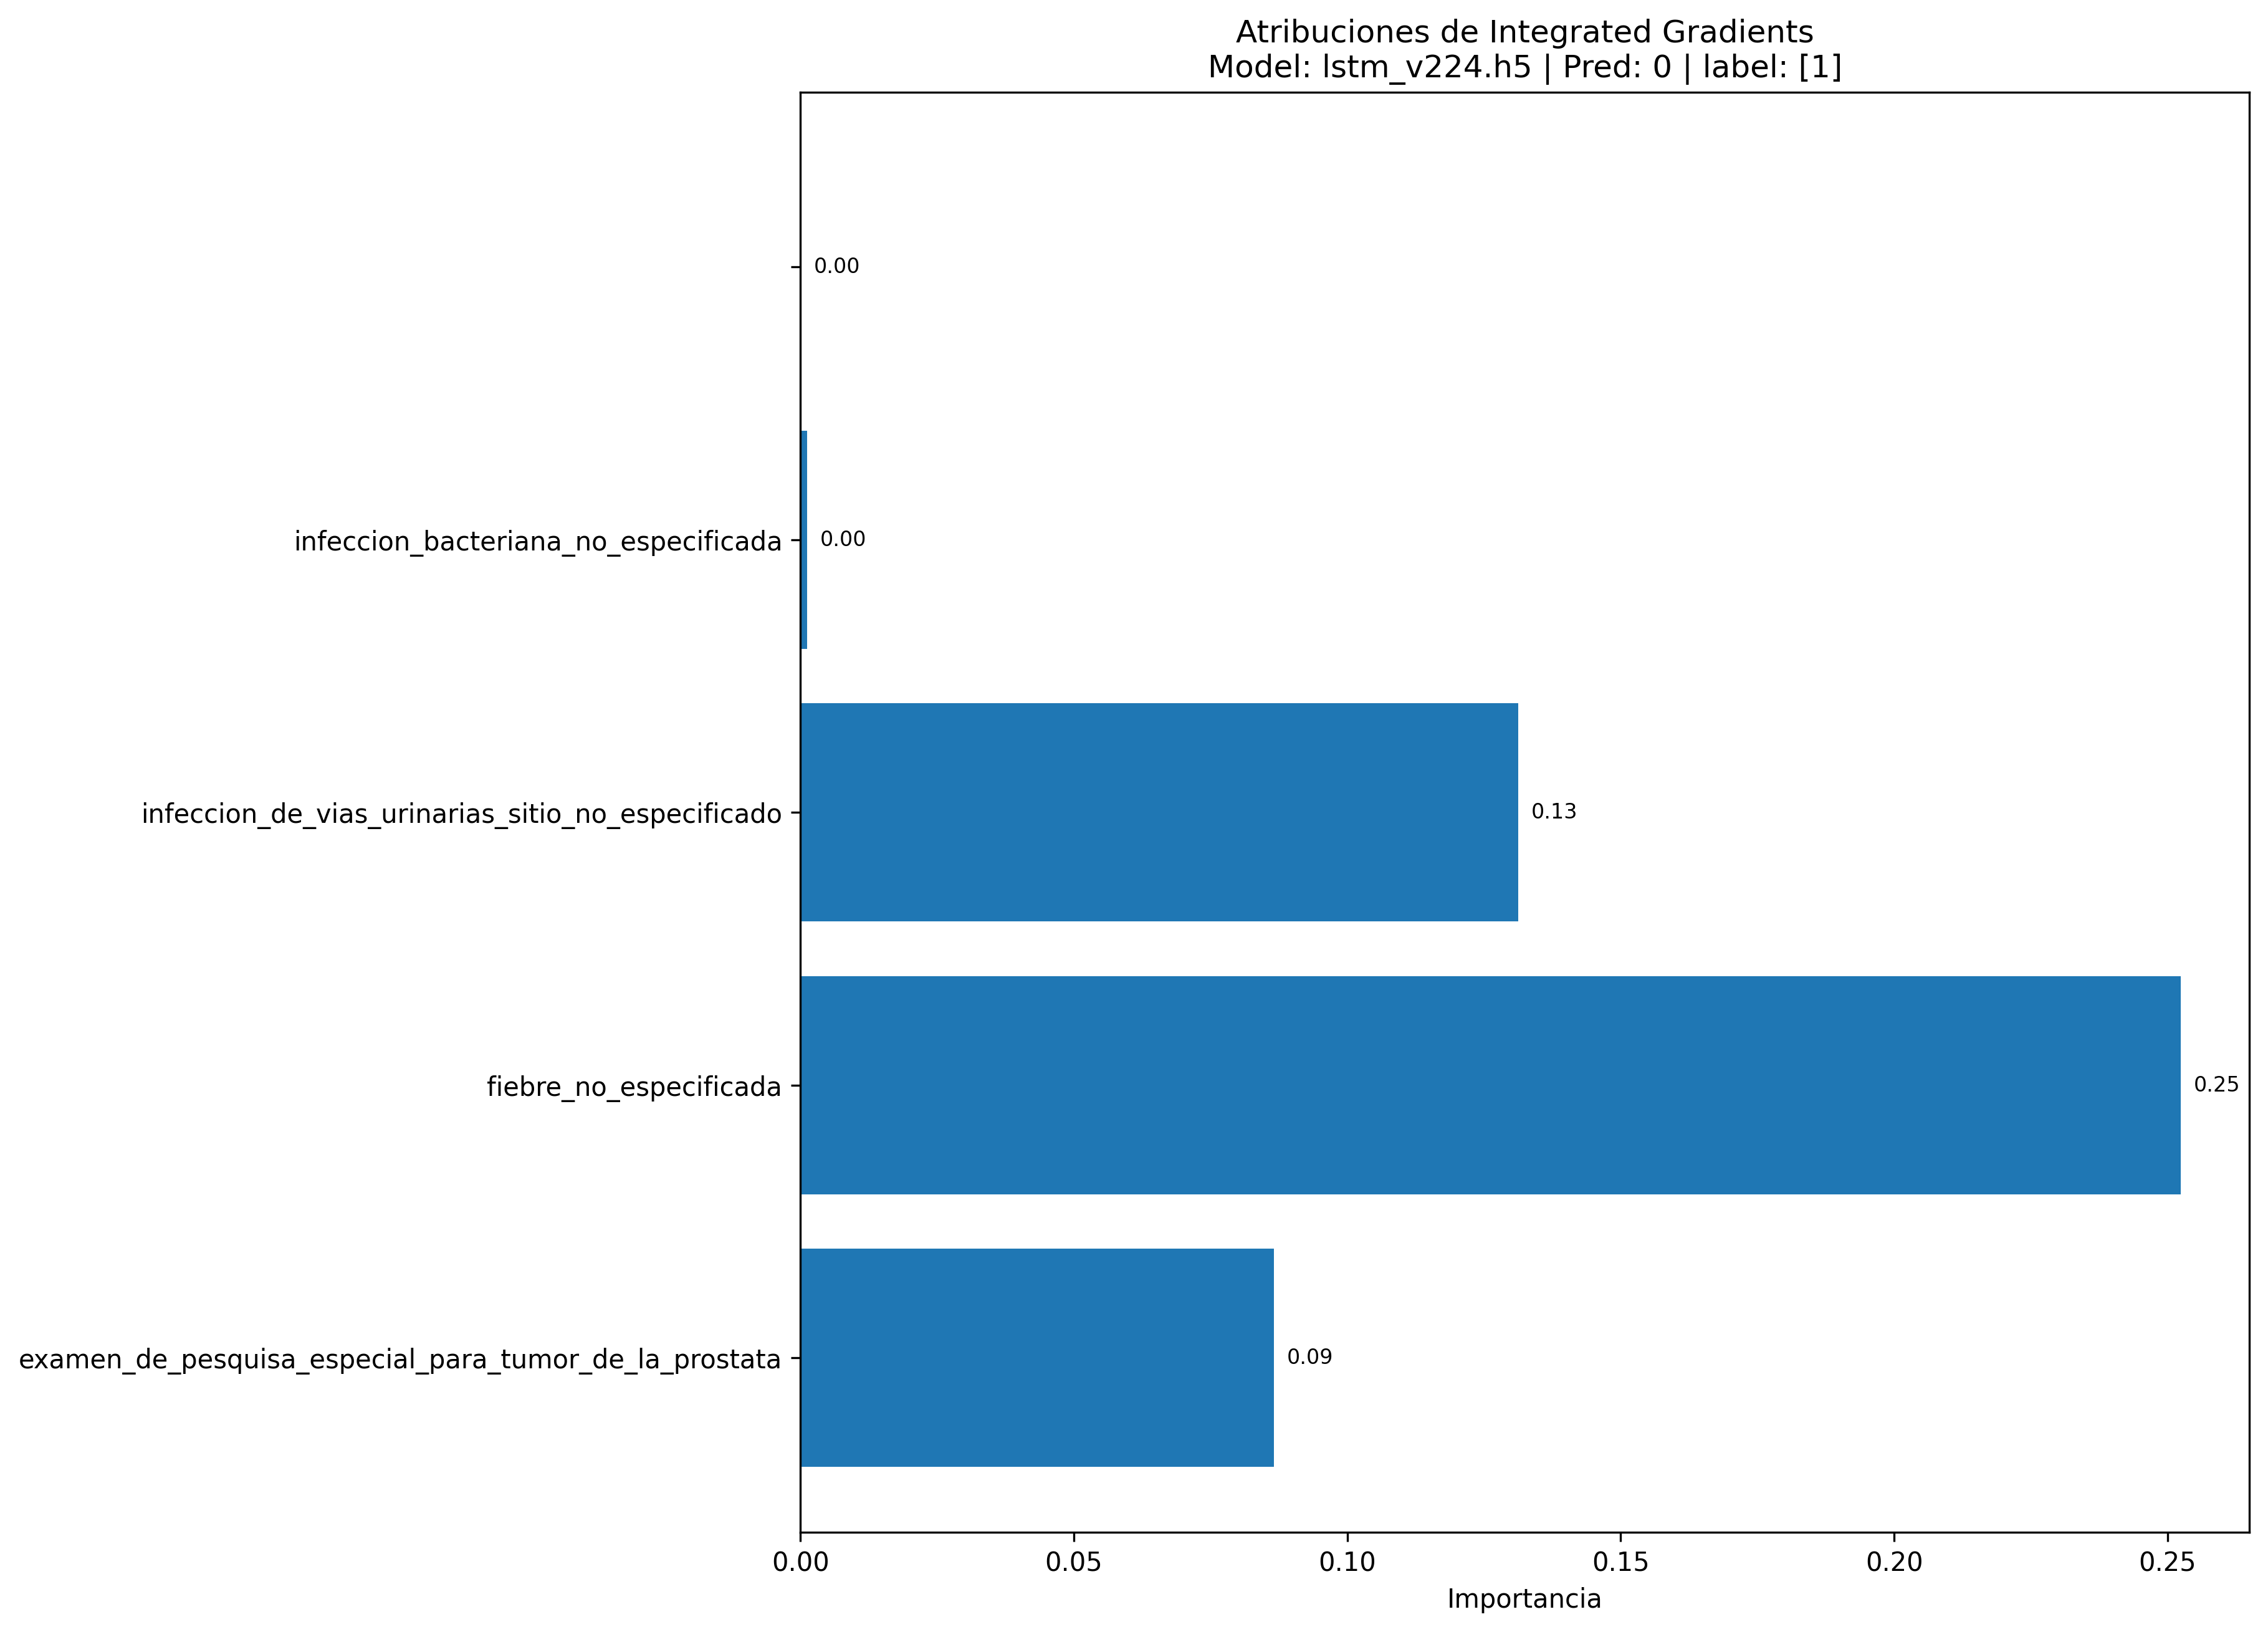 Atribuciones de Integrated Gradients
Model: lstm_v224.h5 | Pred: 0 | label: [1]
0.00
infeccion_bacteriana_no_especificada
0.00
infeccion_de_vias_urinarias_sitio_no_especificado
0.13
fiebre_no_especificada
0.25
examen_de_pesquisa_especial_para_tumor_de_la_prostata
0.09
0.00 0.05 0.10 0.15 0.20 0.25
Importancia